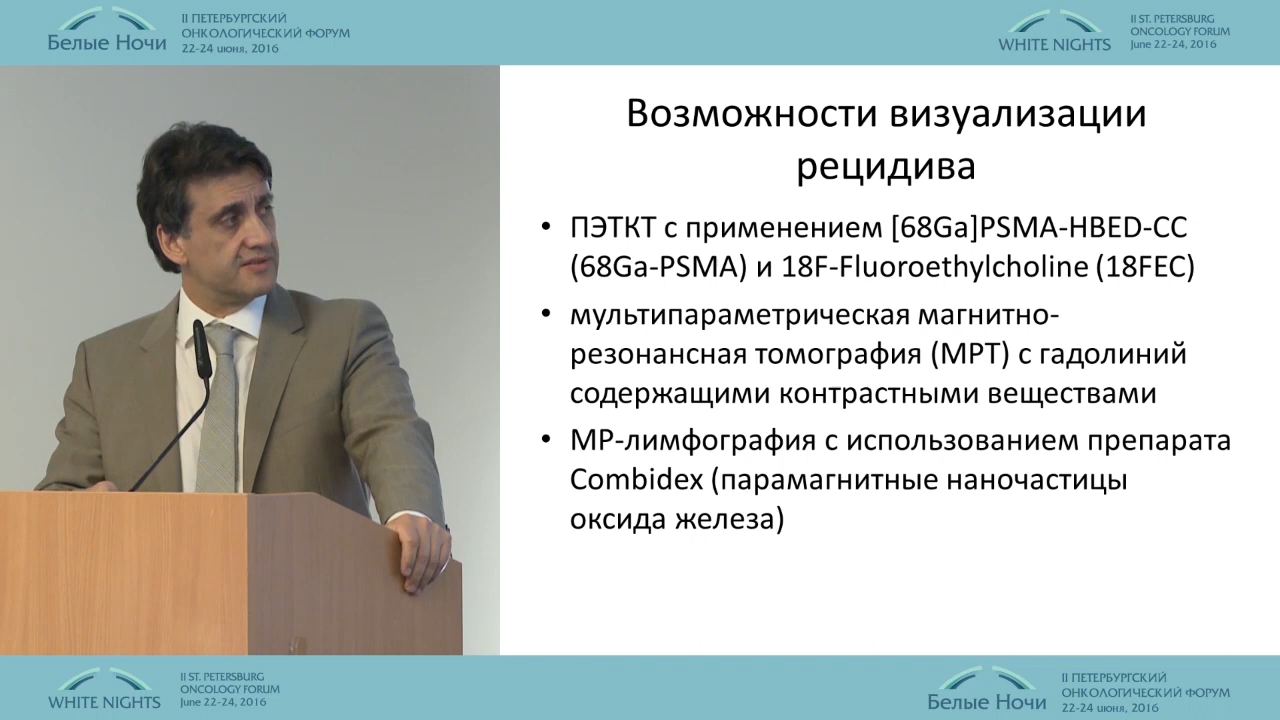 Белые Ночи
II ПЕТЕРБУРГСКИЙ
ОНКОЛОГИЧЕСКИЙ ФОРУМ
22-24 июня, 2016
WHITE NIGHTS
II ST. PETERSBURG
ONCOLOGY FORUM
June 22-24, 2016
Возможности визуализации
рецидива
• ПЭТКТ с применением [68Ga]PSMA-HBED-CC
(68Ga-PSMA) и 18F-Fluoroethylcholine (18FEC)
• мультипараметрическая магнитно-
резонансная томография (МРТ) с гадолиний
содержащими контрастными веществами
• МР-лимфография с использованием препарата
Combidex (парамагнитные наночастицы
оксида железа)
WHITE NIGHTS
II ST. PETERSBURG
ONCOLOGY FORUM
June 22-24, 2016
Белые Ночи
II ПЕТЕРБУРГСКИЙ
ОНКОЛОГИЧЕСКИЙ ФОРУМ
22-24 июня, 2016